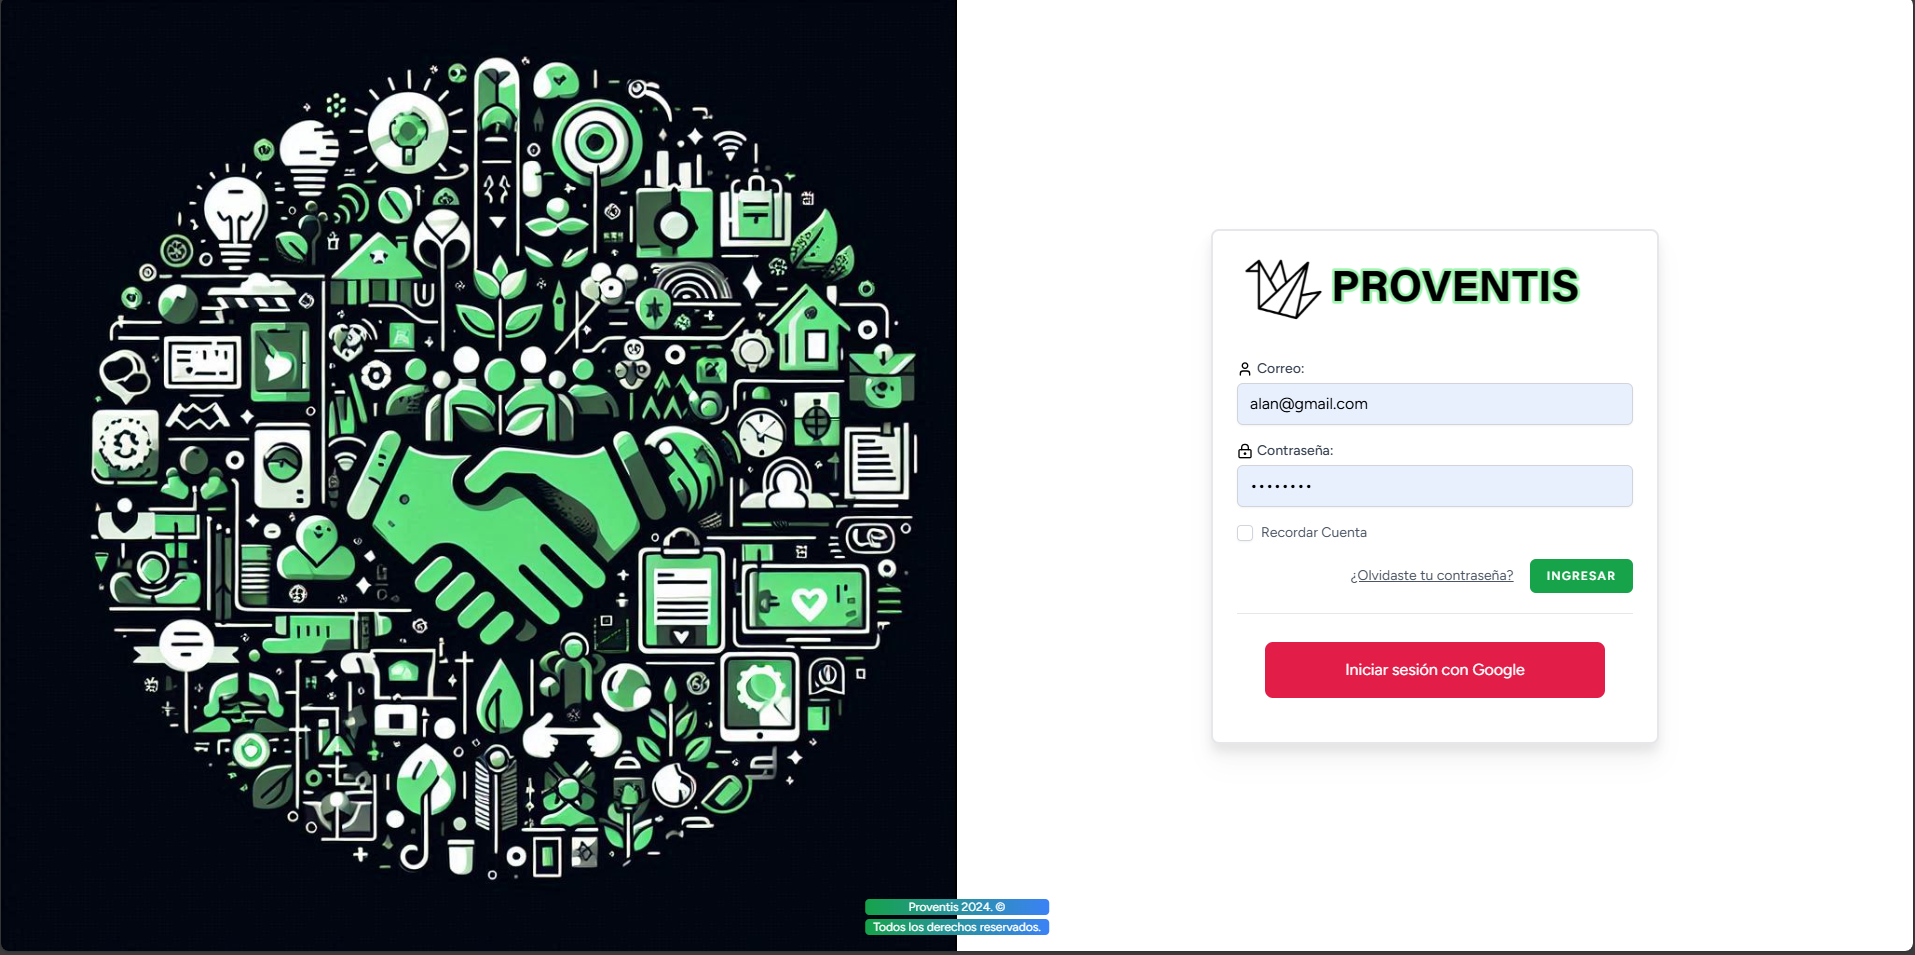 PROVENTIS
Correo:
alan@gmail.com
Contraseña:
••••••••
Recordar Cuenta
¿Olvidaste tu contraseña? INGRESAR
Iniciar sesión con Google
Proventis 2024. ©
Todos los derechos reservados.